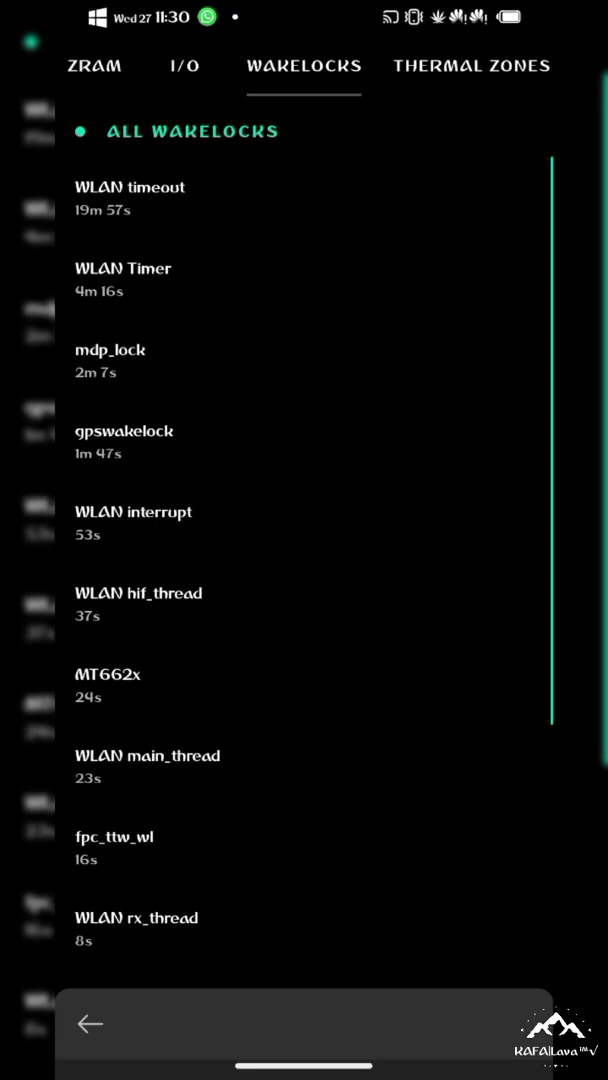 Wed 27 11:30
ZRAM I/O WAKELOCKS THERMAL ZONES
ALL WAKELOCKS
WLAN timeout
19m 57s
WLAN Timer
4m 16s
mdp_lock
2m 7s
gpswakelock
1m 47s
WLAN interrupt
53s
WLAN hif_thread
37s
MT662x
24s
WLAN main_thread
23s
fpc_ttw_wl
16s
WLAN rx_thread
8s
KAFA|Lava™√